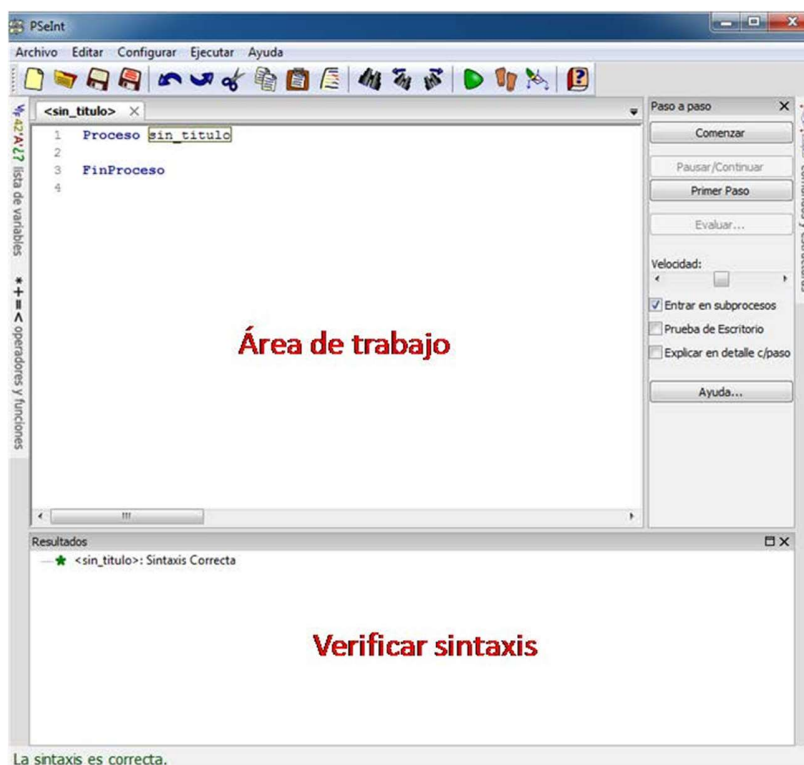 PSeInt
Archivo Editar Configurar Ejecutar Ayuda
<sin_titulo>
1 Proceso sin_titulo
2
3 FinProceso
4
lista de variables
*+=< operadores y funciones
Área de trabajo
Paso a paso
Comenzar
Pausar/Continuar
Primer Paso
Evaluar...
Velocidad:
Entrar en subprocesos
Prueba de Escritorio
Explicar en detalle c/paso
Ayuda...
Resultados
<sin_titulo>: Sintaxis Correcta
Verificar sintaxis
La sintaxis es correcta.